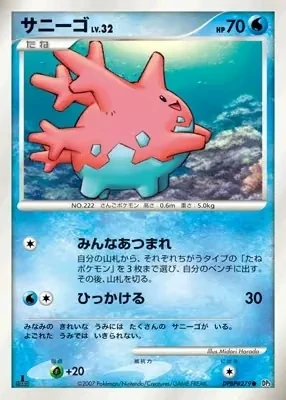 サニーゴ LV.32 HP 70
たね
NO.222 さんごポケモン 高さ:0.6m 重さ:5.0kg
みんなあつまれ
自分の山札から、それぞれちがうタイプの「たね
ポケモン」を3枚まで選び、自分のベンチに出す。
その後、山札を切る。
ひっかける 30
みなみの きれいな うみには たくさんの サニーゴが いる。
よごれた うみでは いきられない。
Illus.Midori Harada
+20
©2007 Pokémon/Nintendo/Creatures/GAME FREAK.